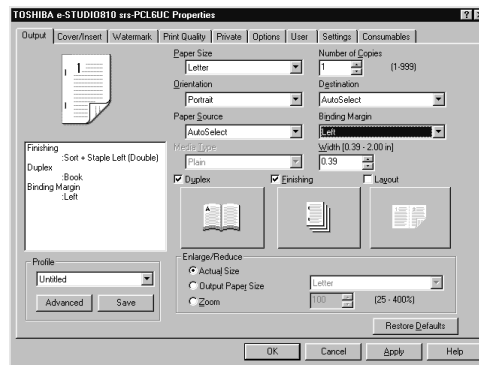 TOSHIBA e-STUDIO810 srs-PCL6UC Properties
Output Cover/Insert Watermark Print Quality Private Options User Settings Consumables
Paper Size
Letter
Number of Copies
1 (1-999)
Orientation
Portrait
Destination
AutoSelect
Paper Source
AutoSelect
Binding Margin
Left
Media Type
Plain
Width [0.39 - 2.00 in]
0.39
Finishing
:Sort + Staple Left (Double)
Duplex
:Book
Binding Margin
:Left
Duplex Finishing Layout
Profile
Untitled
Advanced Save
Enlarge/Reduce
Actual Size
Output Paper Size Letter
Zoom 100 (25 - 400%)
Restore Defaults
OK Cancel Apply Help